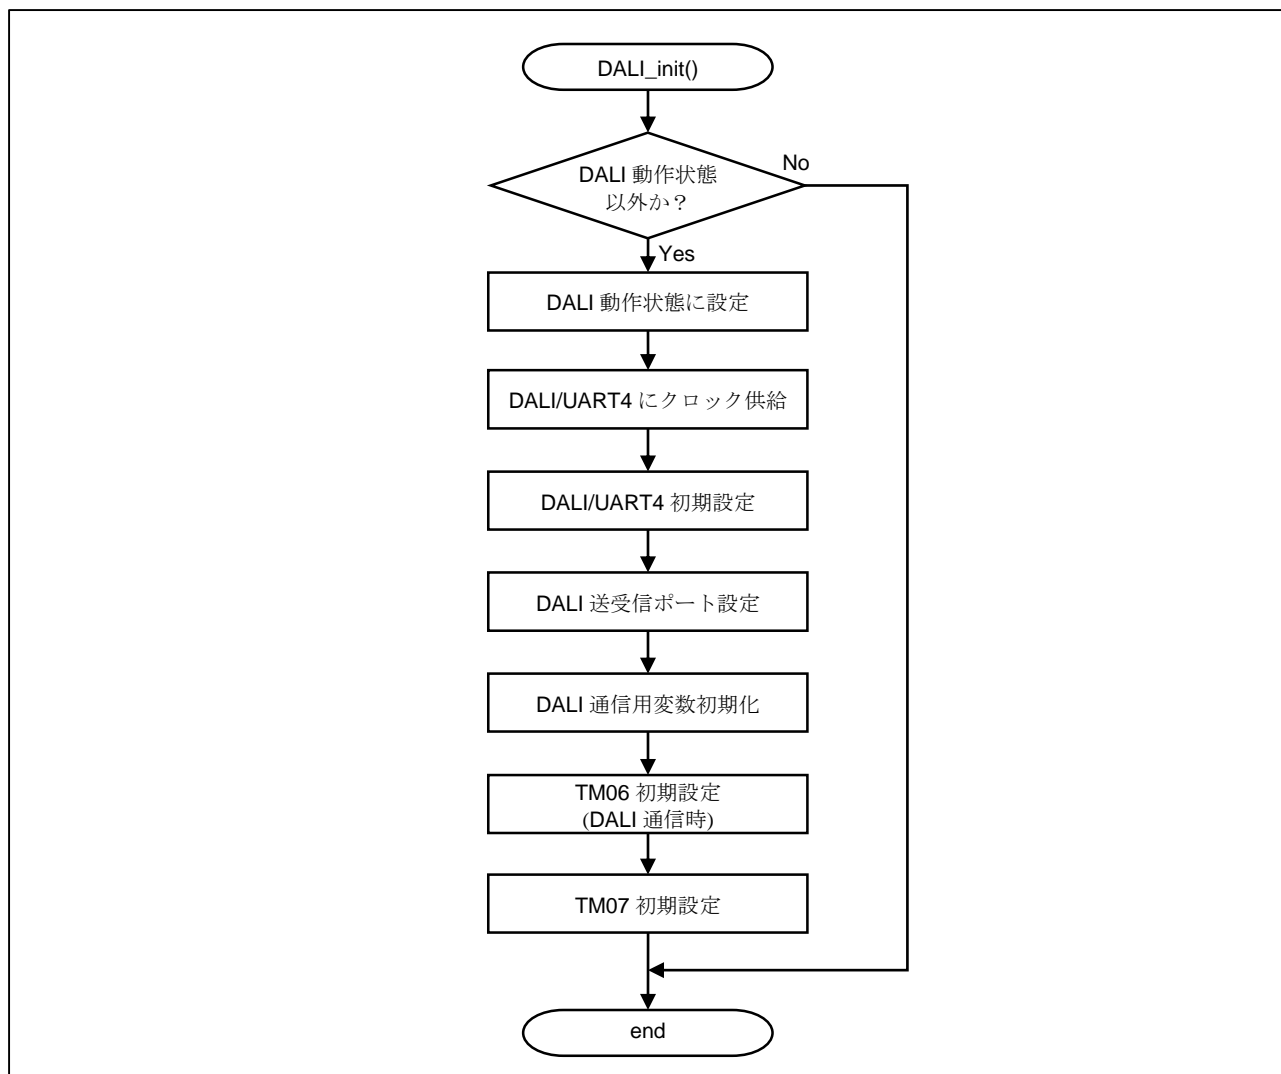 DALI_init()
DALI 動作状態
以外か？
No
Yes
DALI 動作状態に設定
DALI/UART4 にクロック供給
DALI/UART4 初期設定
DALI 送受信ポート設定
DALI 通信用変数初期化
TM06 初期設定
(DALI 通信時)
TM07 初期設定
end